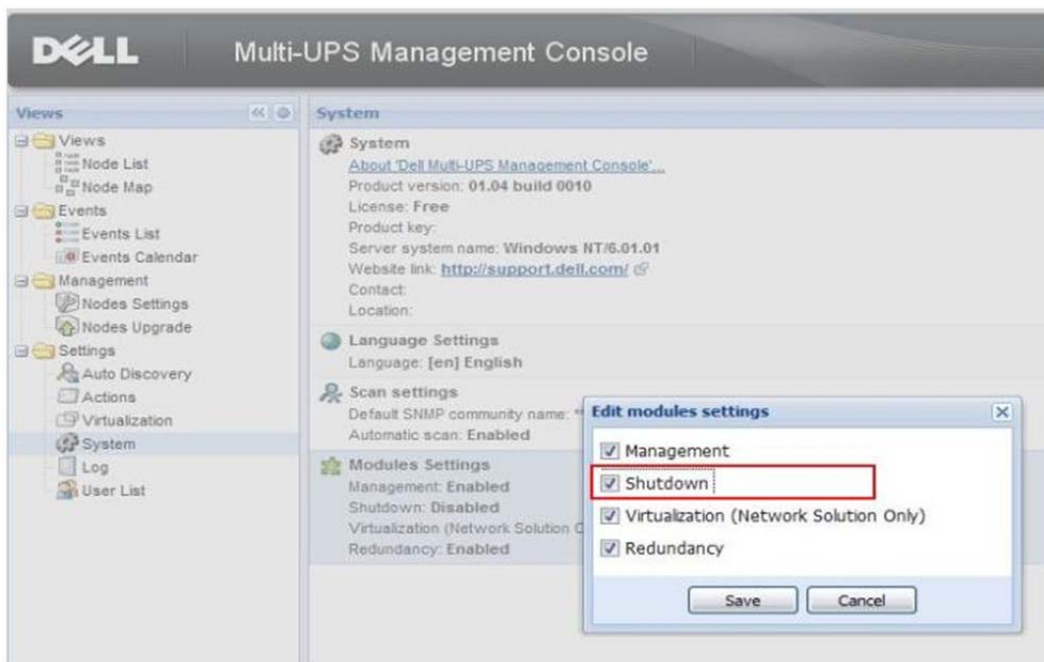 DELL
Multi-UPS Management Console
Views
System
Views
Node List
Node Map
Events
Events List
Events Calendar
Management
Nodes Settings
Nodes Upgrade
Settings
Auto Discovery
Actions
Virtualization
System
Log
User List
System
About 'Dell Multi-UPS Management Console'...
Product version: 01.04 build 0010
License: Free
Product key:
Server system name: Windows NT/6.01.01
Website link: http://support.dell.com/
Contact:
Location:
Language Settings
Language: [en] English
Scan settings
Default SNMP community name:
Automatic scan: Enabled
Modules Settings
Management: Enabled
Shutdown: Disabled
Virtualization (Network Solution
Redundancy: Enabled
Edit modules settings
Management
Shutdown
Virtualization (Network Solution Only)
Redundancy
Save
Cancel